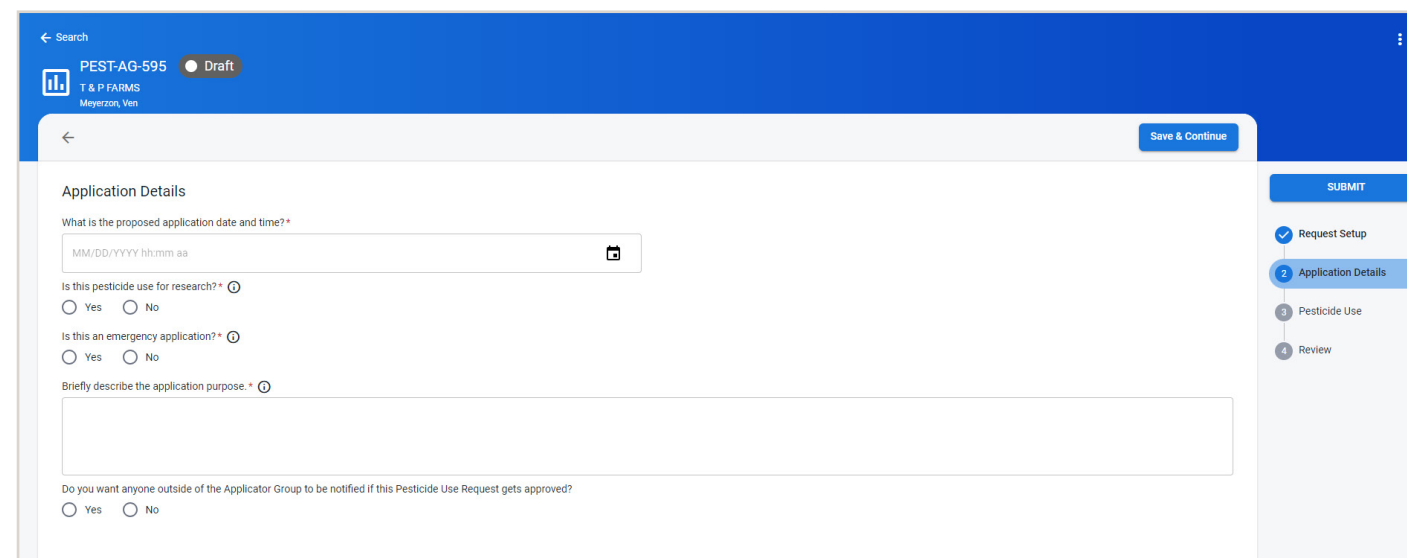 Search
PEST-AG-595 Draft
T & P FARMS
Meyerzon, Ven
Save & Continue
Application Details
What is the proposed application date and time?*
MM/DD/YYYY hh:mm aa
Is this pesticide use for research?*
Yes No
Is this an emergency application?*
Yes No
Briefly describe the application purpose.*
Do you want anyone outside of the Applicator Group to be notified if this Pesticide Use Request gets approved?
Yes No
SUBMIT
Request Setup
2 Application Details
3 Pesticide Use
4 Review